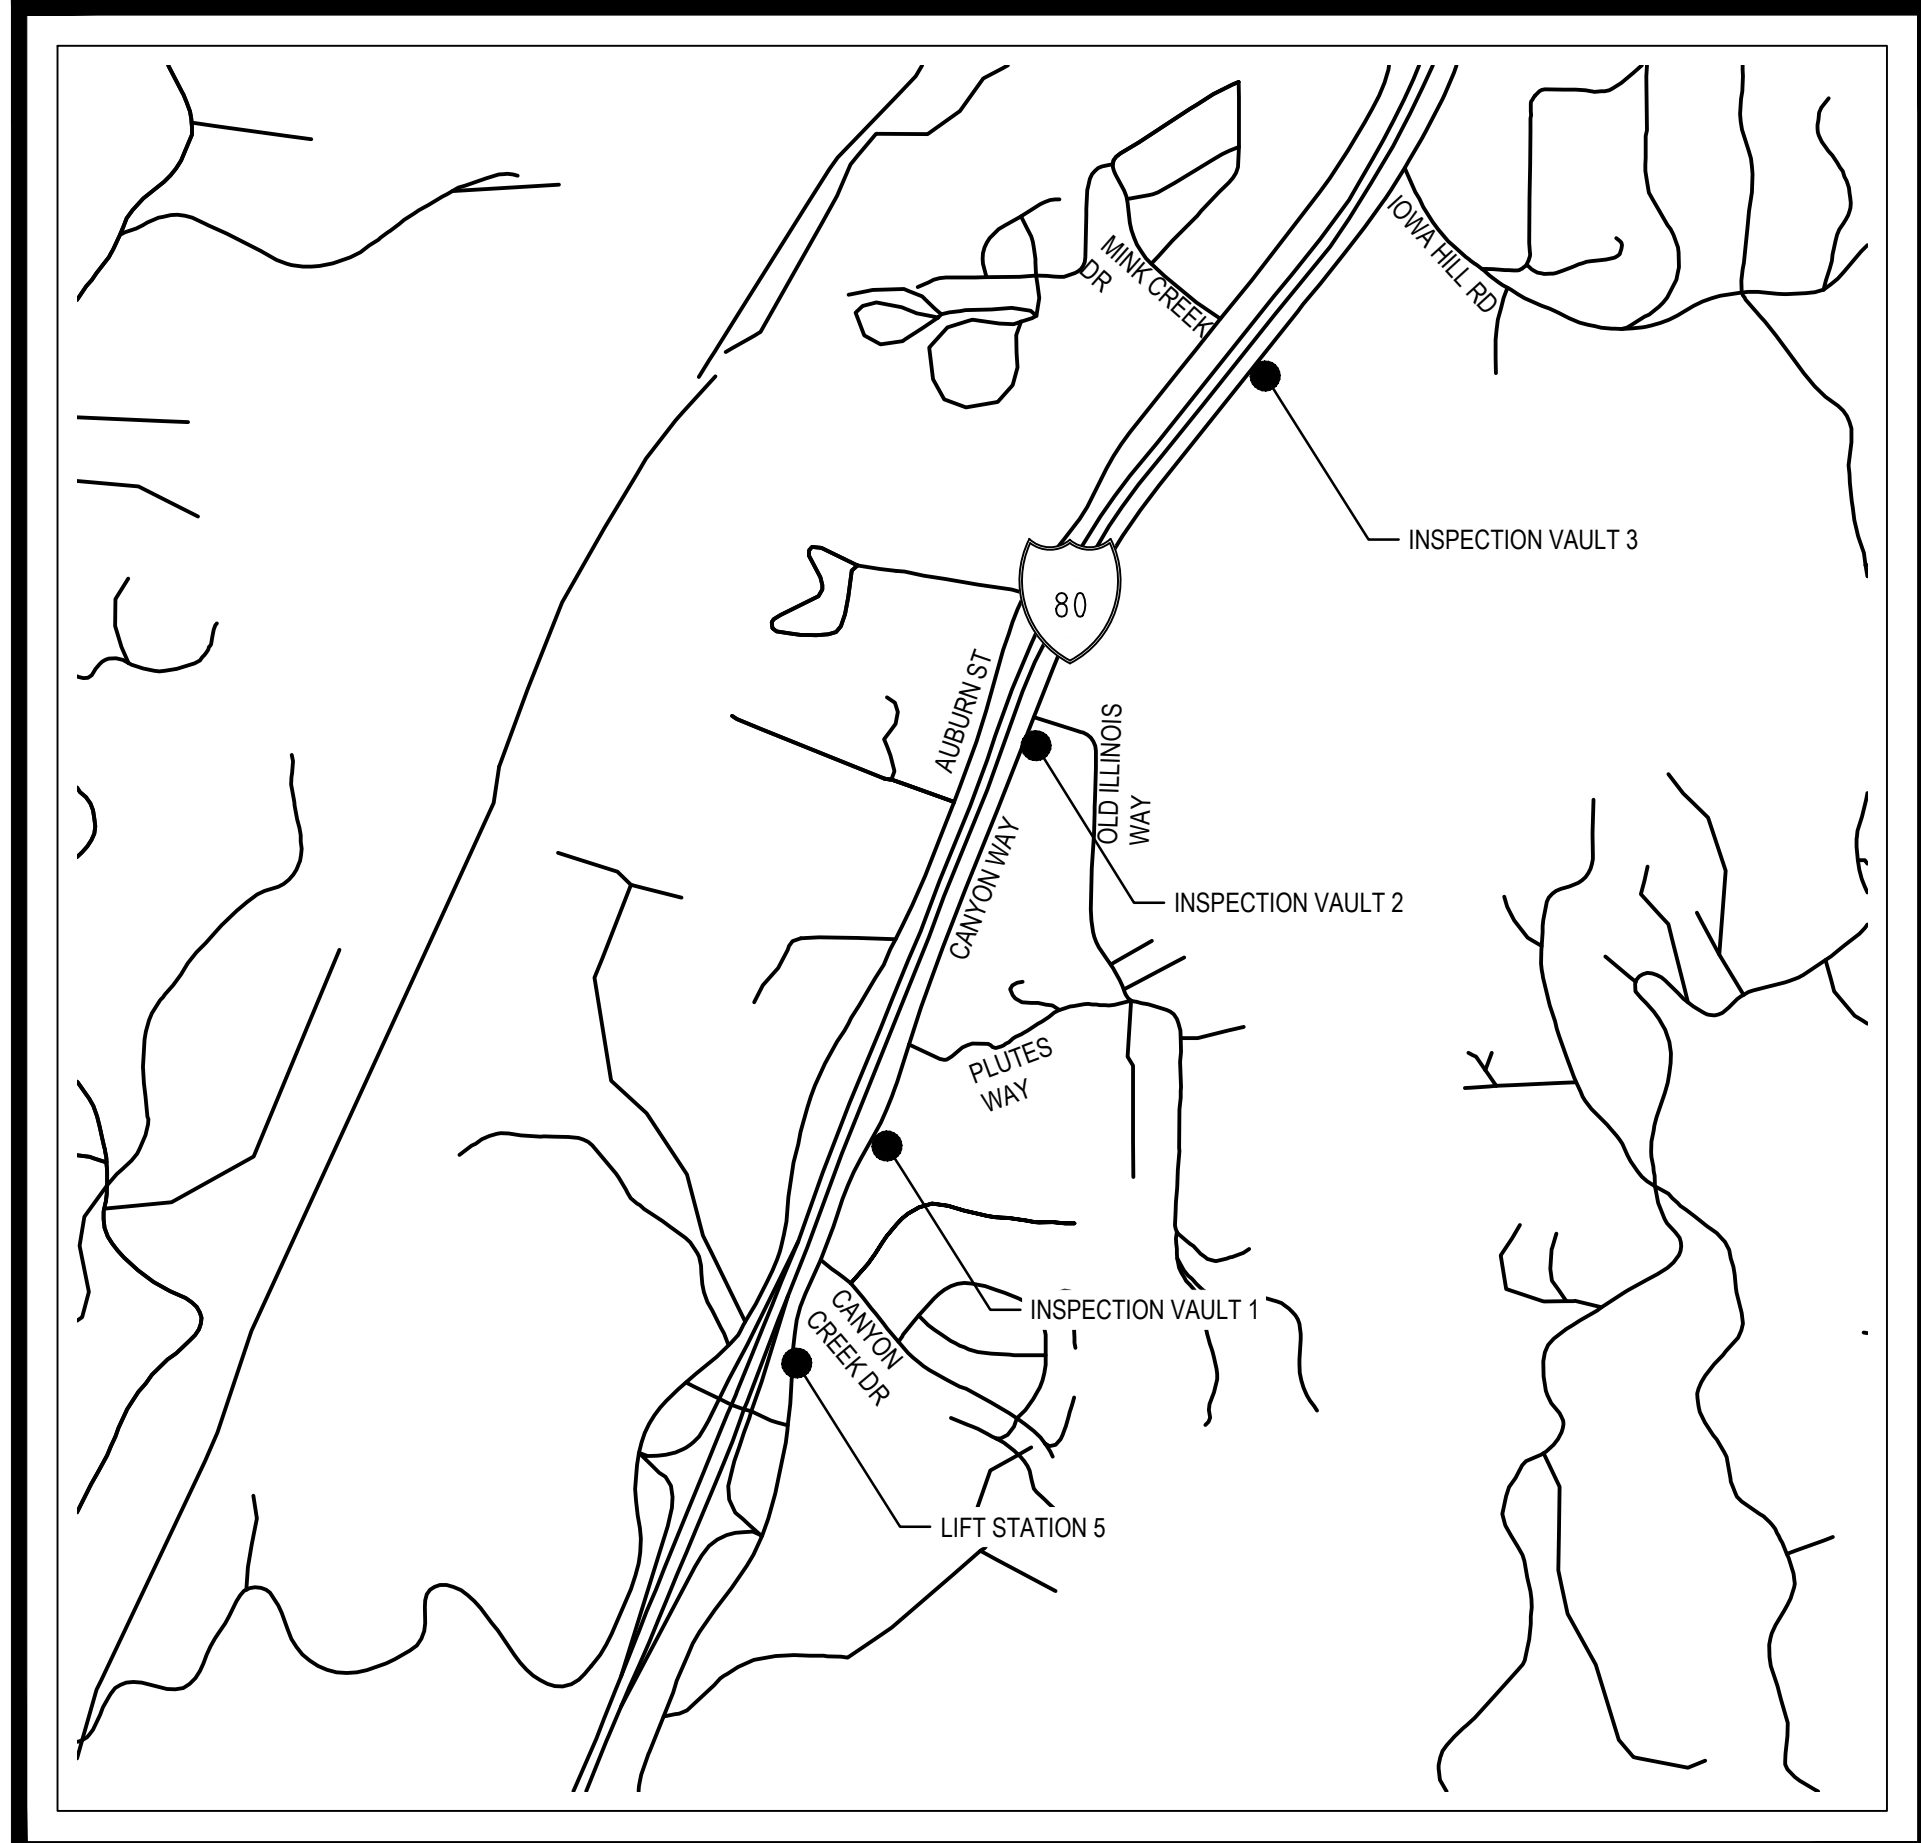 IOWA HILL RD
MINK CREEK
DR
INSPECTION VAULT 3
80
AUBURN ST
OLD ILLINOIS
WAY
CANYON WAY
INSPECTION VAULT 2
PLUTES
WAY
INSPECTION VAULT 1
CANYON
CREEK DR
LIFT STATION 5